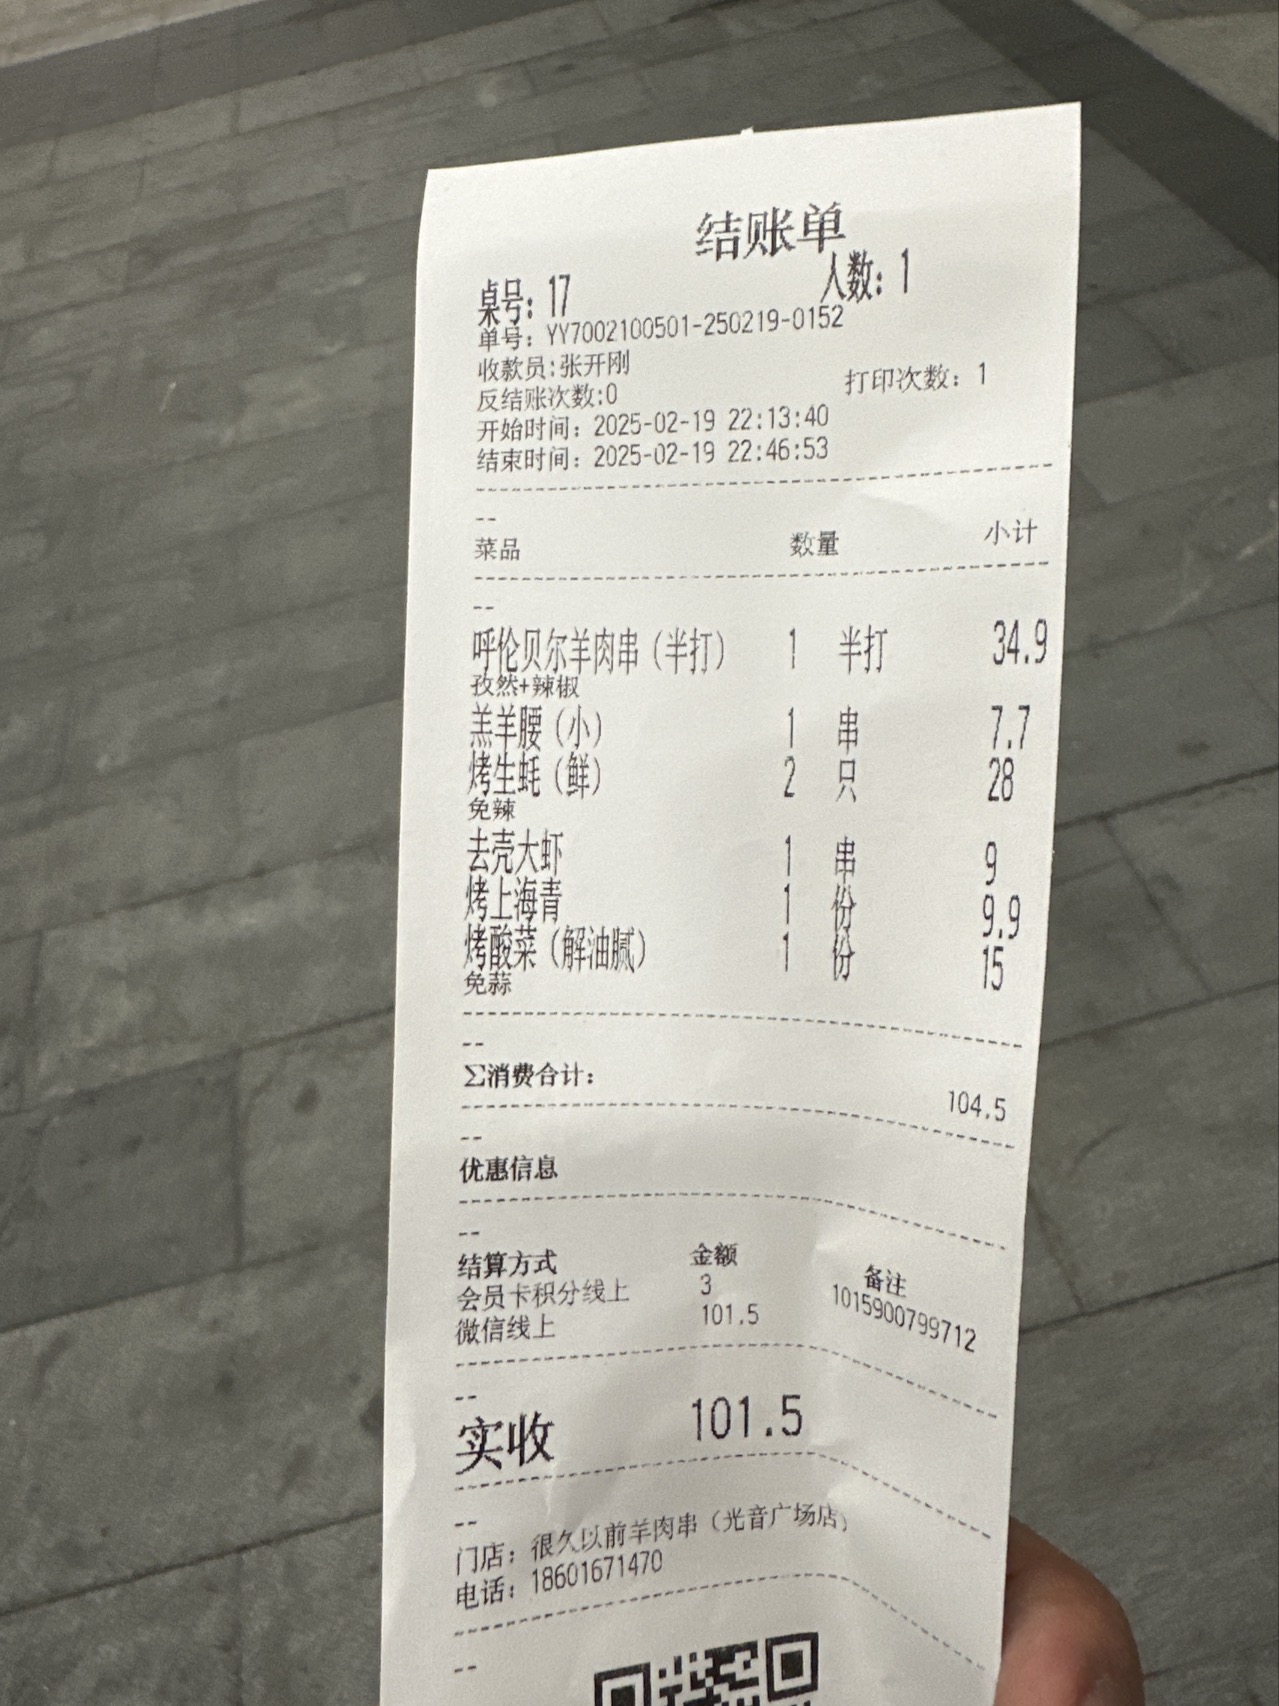 结账单
桌号: 17 人数: 1
单号: YY7002100501-250219-0152
收款员:张开刚
反结账次数:0 打印次数: 1
开始时间: 2025-02-19 22:13:40
结束时间: 2025-02-19 22:46:53
--
菜品 数量 小计
--
呼伦贝尔羊肉串（半打） 1 半打 34.9
孜然+辣椒
羔羊腰（小） 1 串 7.7
烤生蚝（鲜） 2 只 28
免辣
去壳大虾 1 串 9
烤上海青 1 份 9.9
烤酸菜（解油腻） 1 份 15
免蒜
--
∑消费合计: 104.5
--
优惠信息
--
结算方式 金额 备注
会员卡积分线上 3 1015900799712
微信线上 101.5
--
实收 101.5
--
门店: 很久以前羊肉串（光音广场店）
电话: 18601671470
--